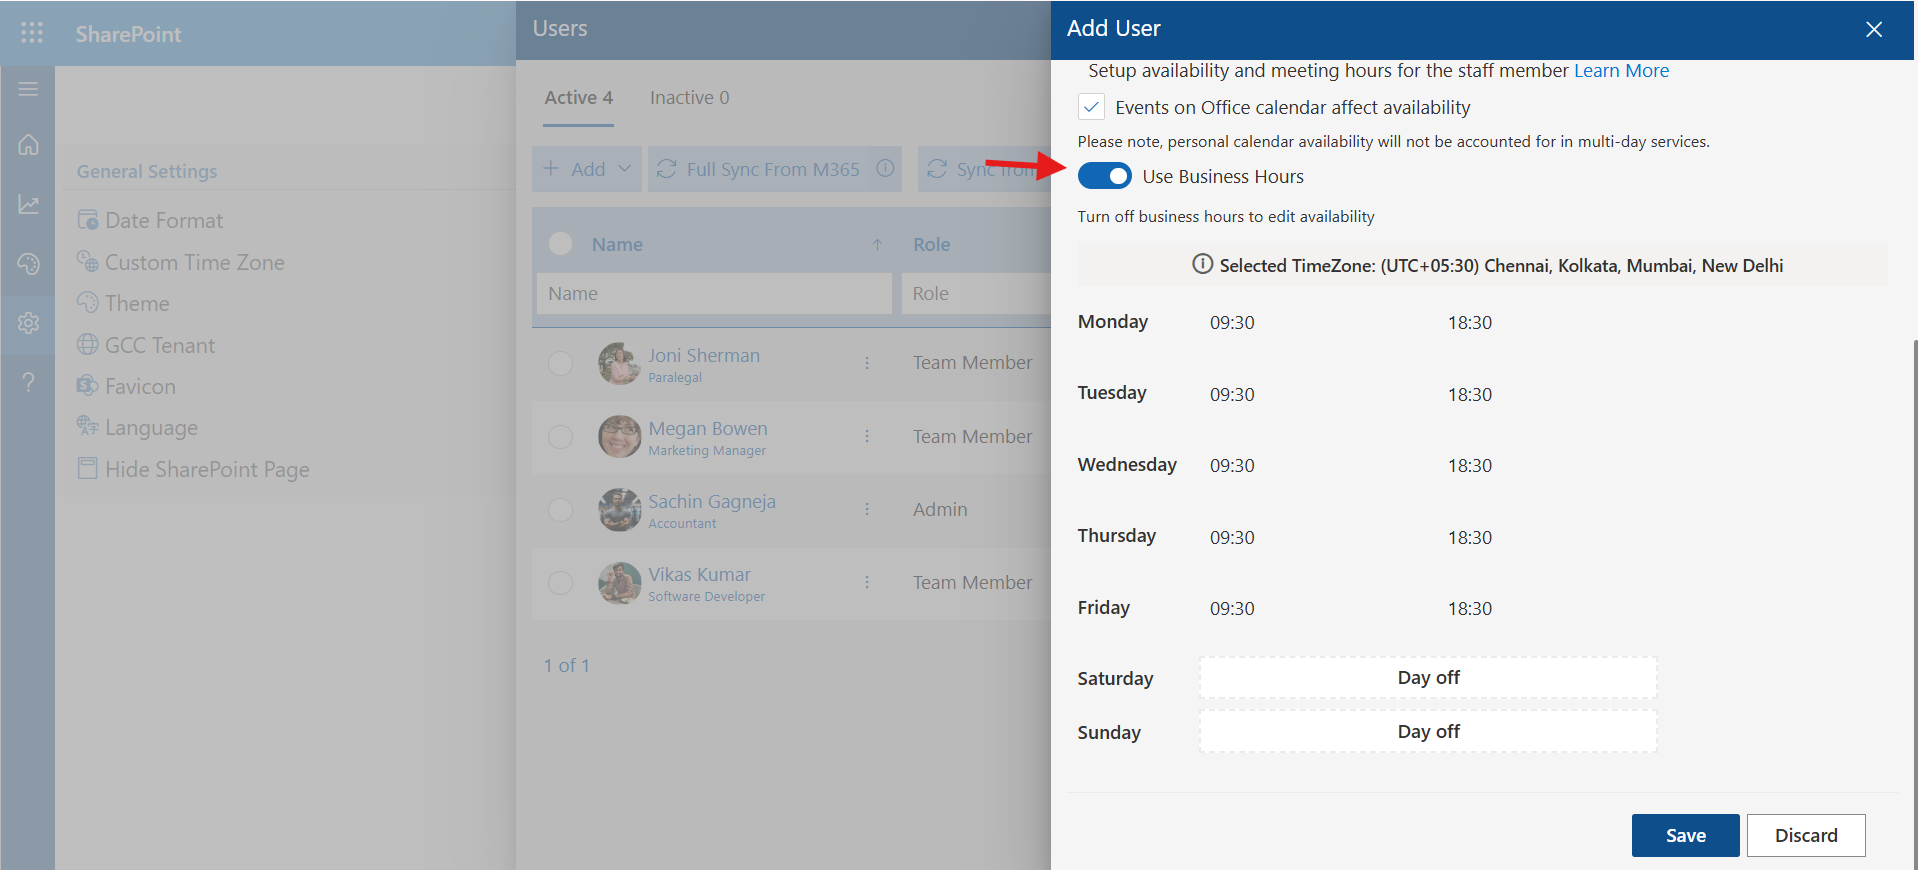 SharePoint
General Settings
Date Format
Custom Time Zone
Theme
GCC Tenant
Favicon
Language
Hide SharePoint Page
Users
Active 4 Inactive 0
+ Add Full Sync From M365 Sync from
Name ↑ Role
Name Role
Joni Sherman Team Member
Paralegal
Megan Bowen Team Member
Marketing Manager
Sachin Gagneja Admin
Accountant
Vikas Kumar Team Member
Software Developer
1 of 1
Add User
Setup availability and meeting hours for the staff member Learn More
Events on Office calendar affect availability
Please note, personal calendar availability will not be accounted for in multi-day services.
Use Business Hours
Turn off business hours to edit availability
Selected TimeZone: (UTC+05:30) Chennai, Kolkata, Mumbai, New Delhi
Monday 09:30 18:30
Tuesday 09:30 18:30
Wednesday 09:30 18:30
Thursday 09:30 18:30
Friday 09:30 18:30
Saturday Day off
Sunday Day off
Save Discard